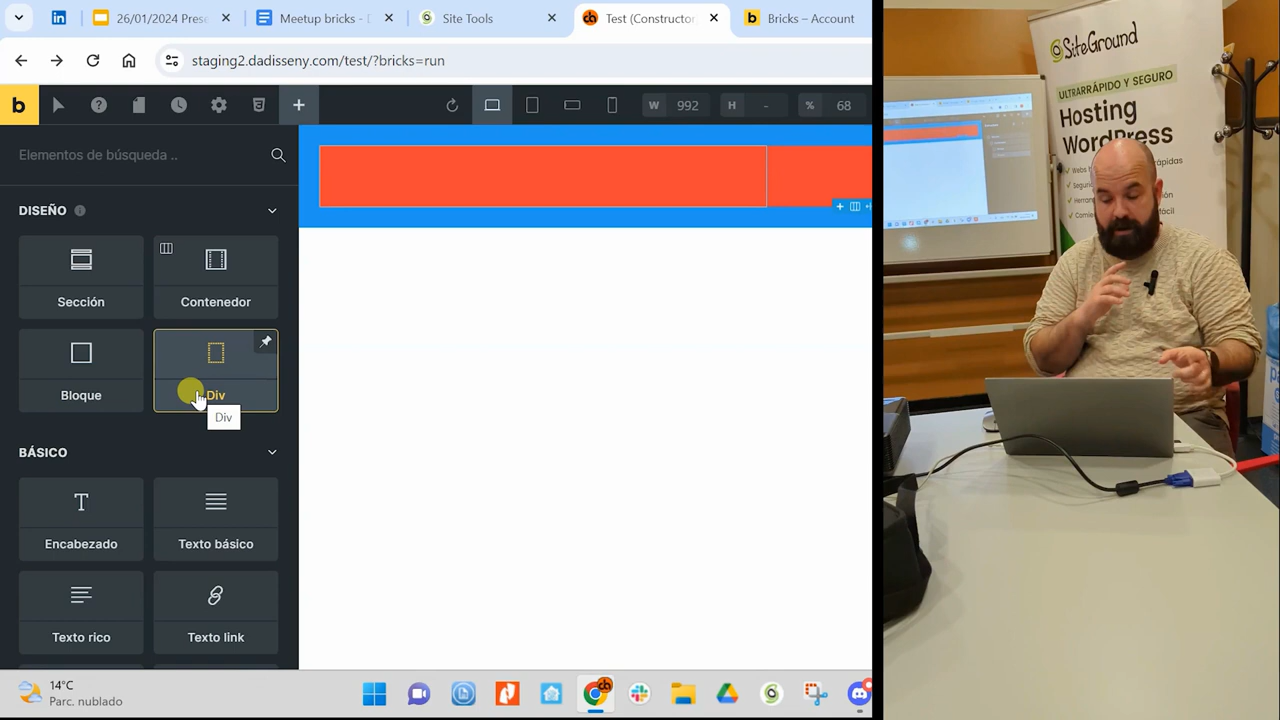 26/01/2024 Prese
Meetup bricks - D
Site Tools
Test (Constructor
Bricks – Account
staging2.dadisseny.com/test/?bricks=run
b
W 992 H - % 68
Elementos de búsqueda ..
DISEÑO
Sección
Contenedor
Bloque
Div
Div
BÁSICO
T
Encabezado
Texto básico
Texto rico
Texto link
14°C
Parc. nublado
SiteGround
ULTRARRÁPIDO Y SEGURO
Hosting
WordPress